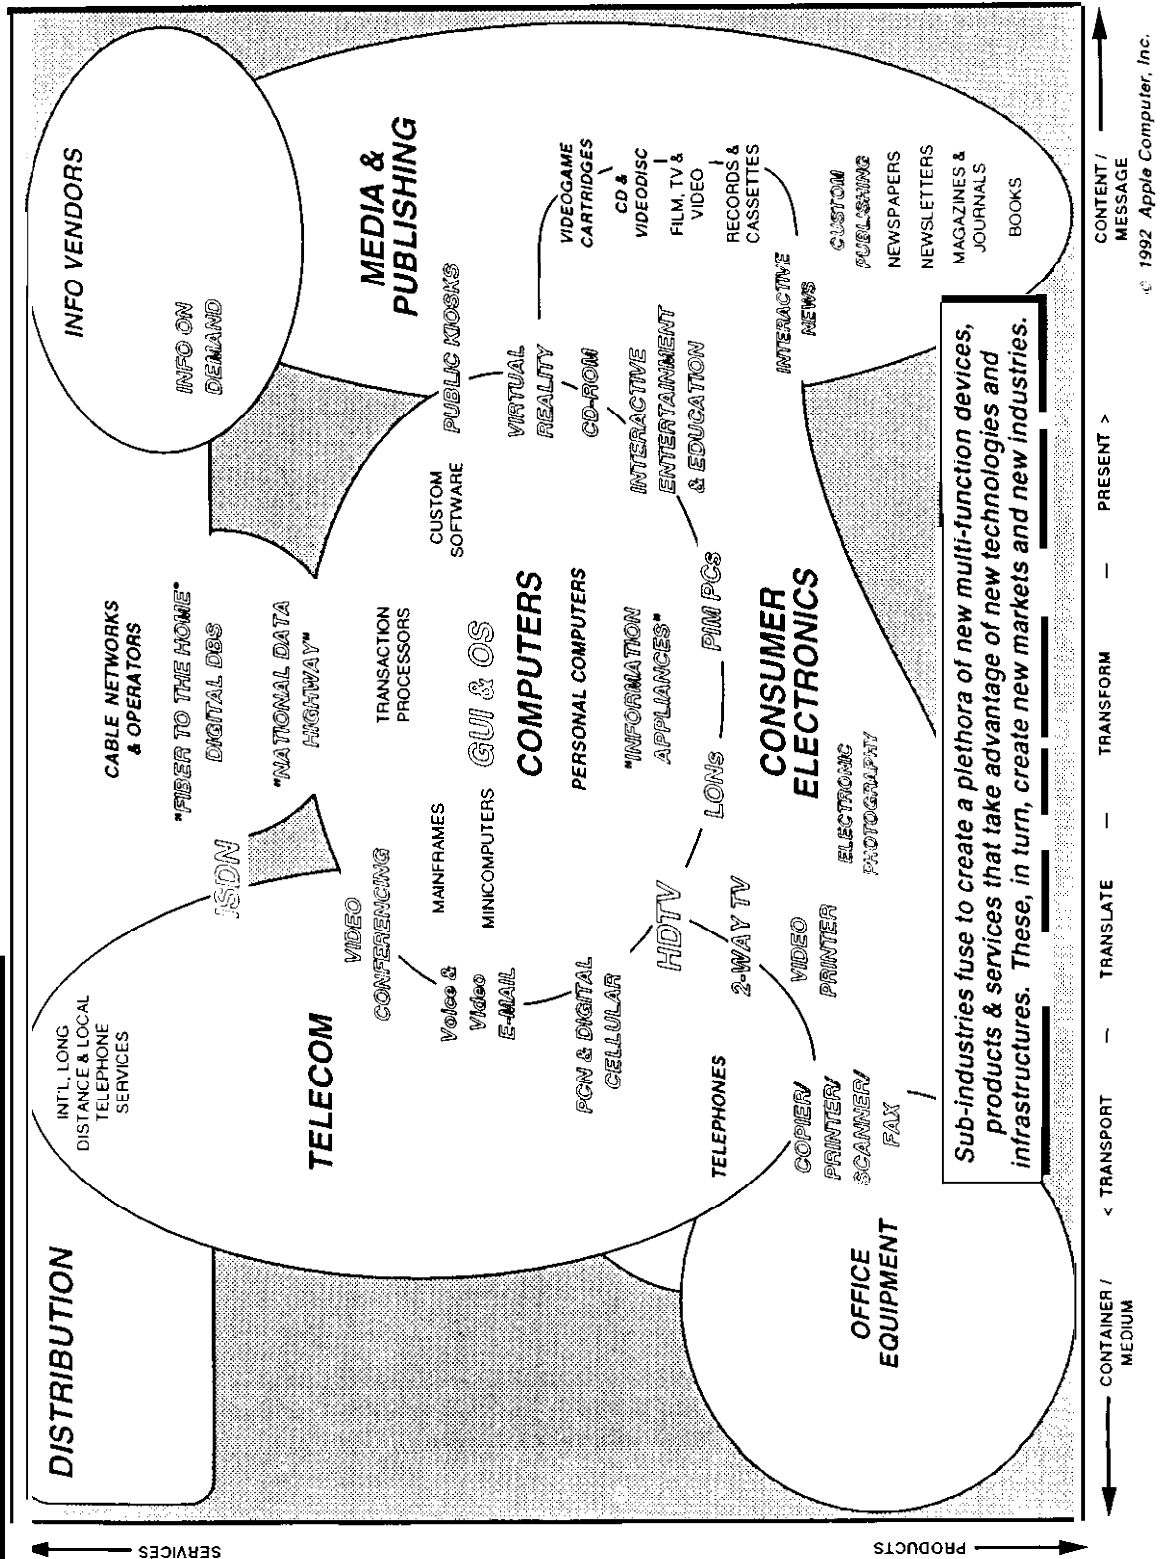 DISTRIBUTION
INT'L, LONG
DISTANCE & LOCAL
TELEPHONE
SERVICES
CABLE NETWORKS
& OPERATORS
"FIBER TO THE HOME"
DIGITAL DBS
"NATIONAL DATA
HIGHWAY"
INFO VENDORS
INFO ON
DEMAND
ISDN
TELECOM
VIDEO
CONFERENCING
Voice &
Video
E-MAIL
PCN & DIGITAL
CELLULAR
TELEPHONES
MAINFRAMES
MINICOMPUTERS
TRANSACTION
PROCESSORS
GUI & OS
COMPUTERS
PERSONAL COMPUTERS
"INFORMATION
APPLIANCES"
CUSTOM
SOFTWARE
MEDIA &
PUBLISHING
PUBLIC KIOSKS
VIRTUAL
REALITY
CD-ROM
INTERACTIVE
ENTERTAINMENT
& EDUCATION
VIDEOGAME
CARTRIDGES
CD &
VIDEODISC
FILM, TV &
VIDEO
RECORDS &
CASSETTES
INTERACTIVE
NEWS
CUSTOM
PUBLISHING
NEWSPAPERS
NEWSLETTERS
MAGAZINES &
JOURNALS
BOOKS
HDTV
LONs
PIM PCs
2-WAY TV
CONSUMER
ELECTRONICS
VIDEO
PRINTER
ELECTRONIC
PHOTOGRAPHY
COPIER/
PRINTER/
SCANNER/
FAX
OFFICE
EQUIPMENT
Sub-industries fuse to create a plethora of new multi-function devices,
products & services that take advantage of new technologies and
infrastructures. These, in turn, create new markets and new industries.
SERVICES
PRODUCTS
CONTAINER /
MEDIUM
< TRANSPORT — TRANSLATE — TRANSFORM — PRESENT >
CONTENT /
MESSAGE
© 1992 Apple Computer, Inc.